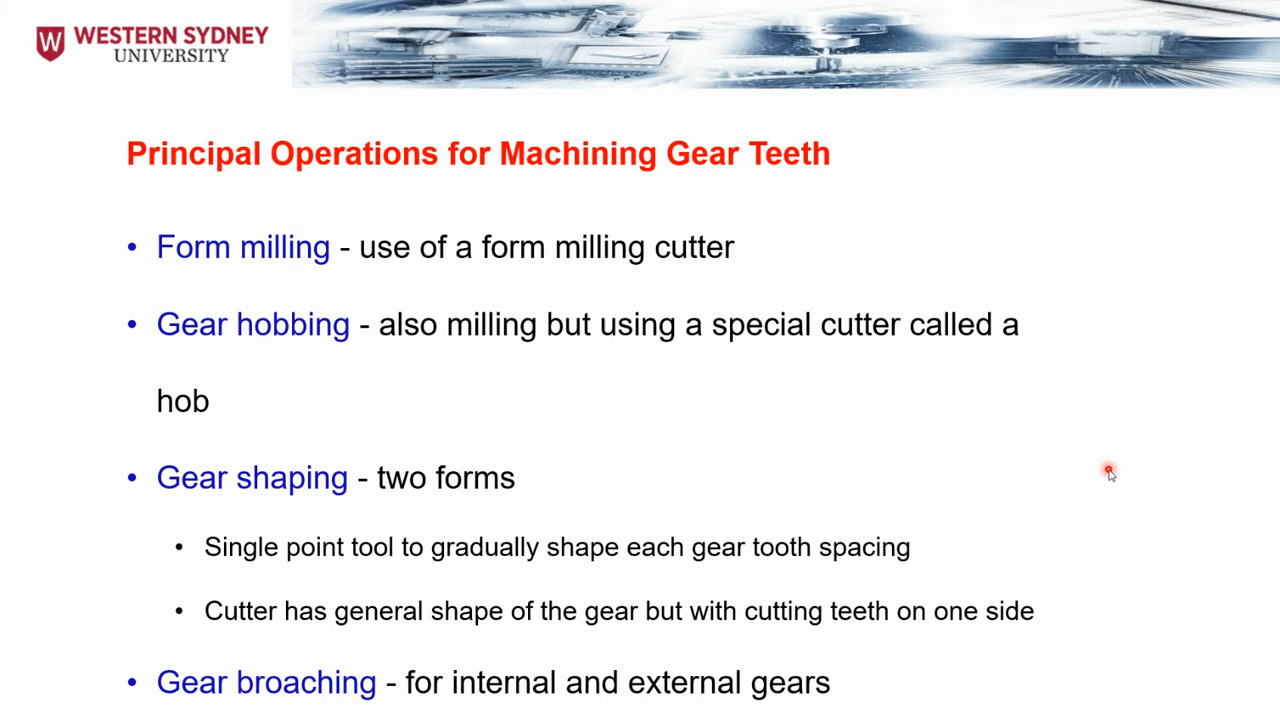 WESTERN SYDNEY
UNIVERSITY
Principal Operations for Machining Gear Teeth
• Form milling - use of a form milling cutter
• Gear hobbing - also milling but using a special cutter called a
hob
• Gear shaping - two forms
• Single point tool to gradually shape each gear tooth spacing
• Cutter has general shape of the gear but with cutting teeth on one side
• Gear broaching - for internal and external gears